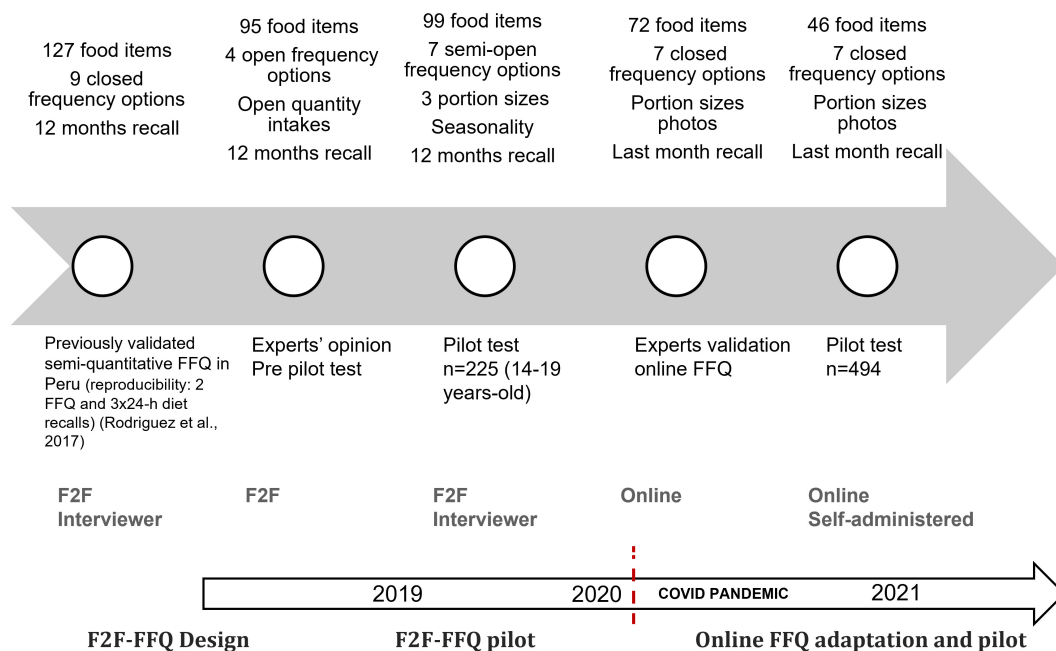 127 food items
9 closed
frequency options
12 months recall
95 food items
4 open frequency
options
Open quantity
intakes
12 months recall
99 food items
7 semi-open
frequency options
3 portion sizes
Seasonality
12 months recall
72 food items
7 closed
frequency options
Portion sizes
photos
Last month recall
46 food items
7 closed
frequency options
Portion sizes
photos
Last month recall
Previously validated
semi-quantitative FFQ in
Peru (reproducibility: 2
FFQ and 3x24-h diet
recalls) (Rodriguez et al.,
2017)
Experts’ opinion
Pre pilot test
Pilot test
n=225 (14-19
years-old)
Experts validation
online FFQ
Pilot test
n=494
F2F
Interviewer
F2F
F2F
Interviewer
Online
Online
Self-administered
2019
2020
COVID PANDEMIC
2021
F2F-FFQ Design
F2F-FFQ pilot
Online FFQ adaptation and pilot